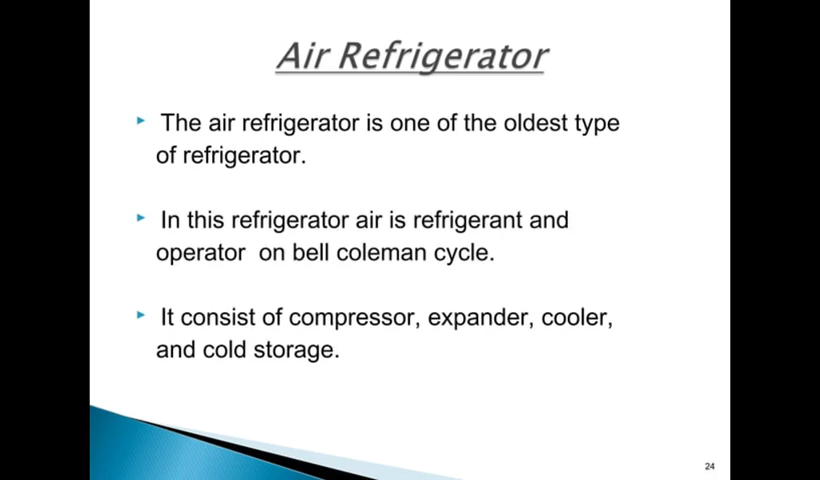 Air Refrigerator
The air refrigerator is one of the oldest type
of refrigerator.
In this refrigerator air is refrigerant and
operator on bell coleman cycle.
It consist of compressor, expander, cooler,
and cold storage.
24